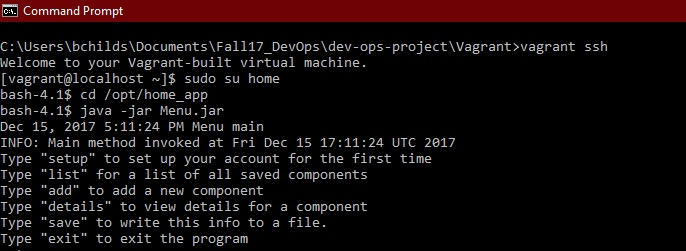 Command Prompt
C:\Users\bchilds\Documents\Fall17_DevOps\dev-ops-project\Vagrant>vagrant ssh
Welcome to your Vagrant-built virtual machine.
[vagrant@localhost ~]$ sudo su home
bash-4.1$ cd /opt/home_app
bash-4.1$ java -jar Menu.jar
Dec 15, 2017 5:11:24 PM Menu main
INFO: Main method invoked at Fri Dec 15 17:11:24 UTC 2017
Type "setup" to set up your account for the first time
Type "list" for a list of all saved components
Type "add" to add a new component
Type "details" to view details for a component
Type "save" to write this info to a file.
Type "exit" to exit the program